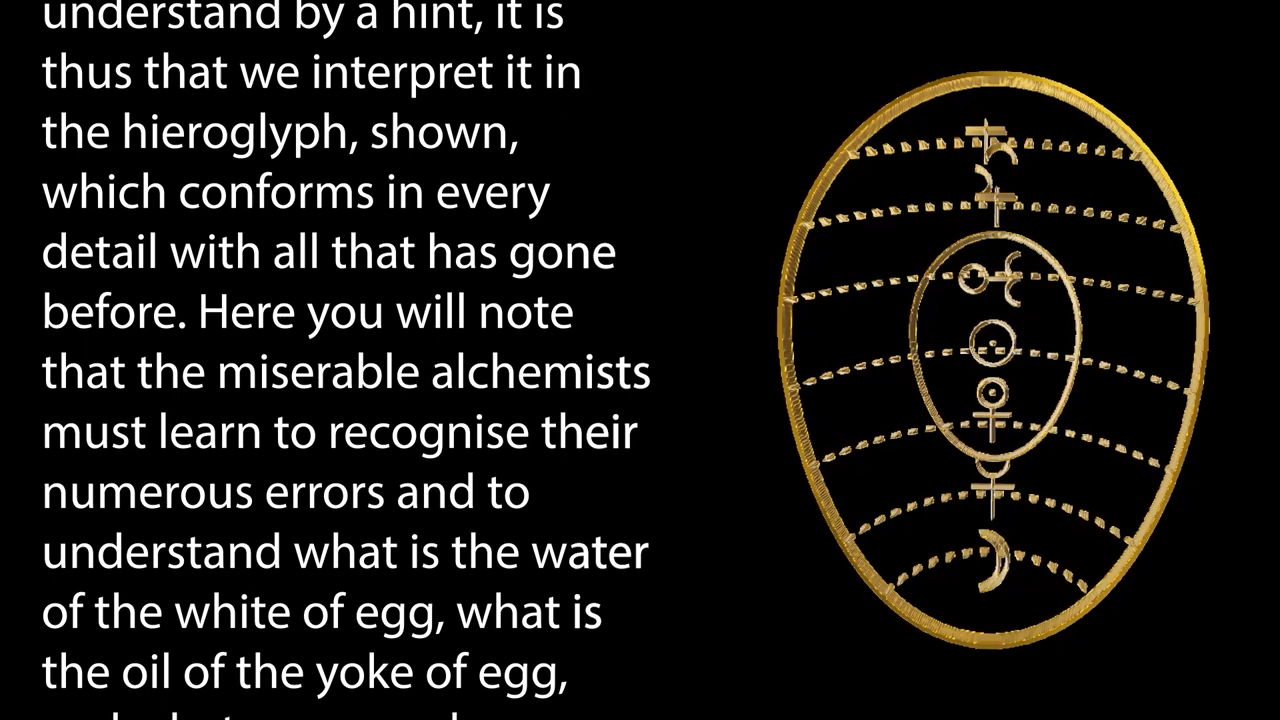 understand by a hint, it is
thus that we interpret it in
the hieroglyph, shown,
which conforms in every
detail with all that has gone
before. Here you will note
that the miserable alchemists
must learn to recognise their
numerous errors and to
understand what is the water
of the white of egg, what is
the oil of the yoke of egg,